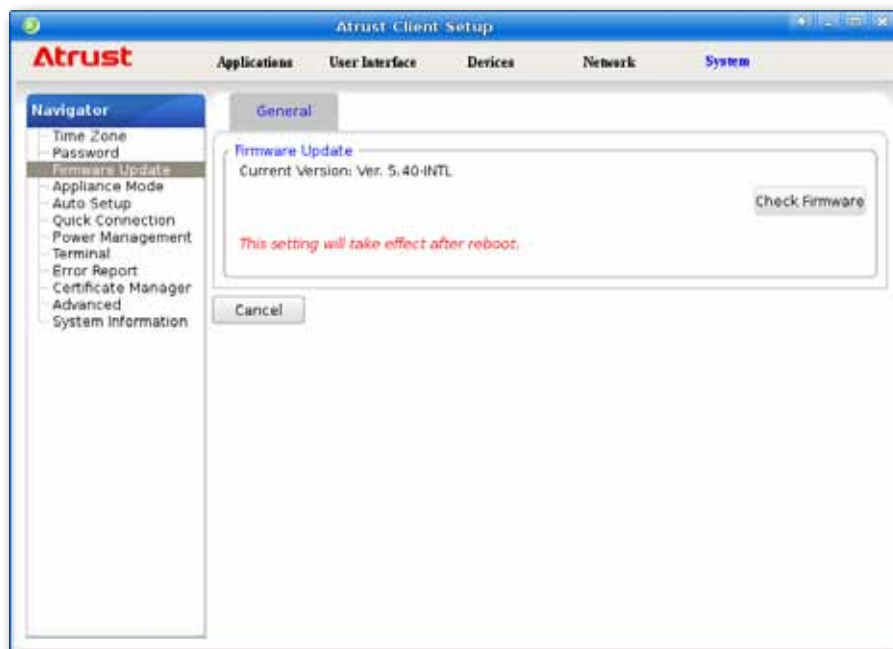 Atrust Client Setup
Atrust
Applications User Interface Devices Network System
Navigator
Time Zone
Password
Firmware Update
Appliance Mode
Auto Setup
Quick Connection
Power Management
Terminal
Error Report
Certificate Manager
Advanced
System Information
General
Firmware Update
Current Version: Ver. 5.40-INTL
Check Firmware
This setting will take effect after reboot.
Cancel